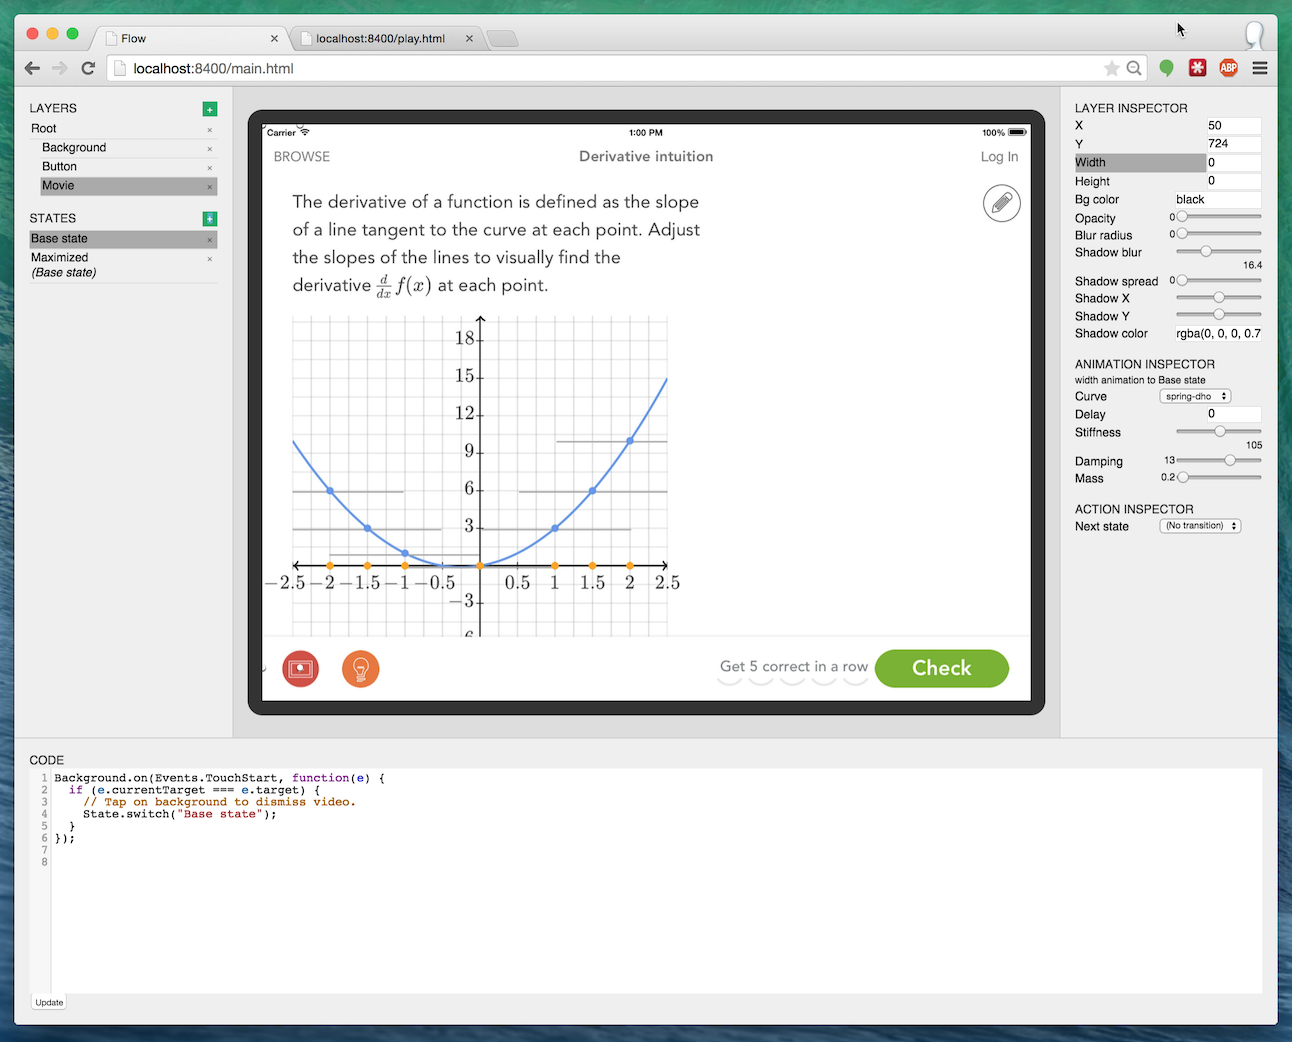 Flow
localhost:8400/play.html
localhost:8400/main.html
ABP
LAYERS
Root
Background
Button
Movie
STATES
Base state
Maximized
(Base state)
Carrier
1:00 PM
100%
BROWSE
Derivative intuition
Log In
The derivative of a function is defined as the slope
of a line tangent to the curve at each point. Adjust
the slopes of the lines to visually find the
derivative d/dx f(x) at each point.
18
15
12
9
6
3
−2.5 −2 −1.5 −1 −0.5 0.5 1 1.5 2 2.5
−3
Get 5 correct in a row
Check
LAYER INSPECTOR
X 50
Y 724
Width 0
Height 0
Bg color black
Opacity 0
Blur radius 0
Shadow blur
16.4
Shadow spread 0
Shadow X
Shadow Y
Shadow color rgba(0, 0, 0, 0.7
ANIMATION INSPECTOR
width animation to Base state
Curve spring-dho
Delay 0
Stiffness
105
Damping 13
Mass 0.2
ACTION INSPECTOR
Next state (No transition)
CODE
1 Background.on(Events.TouchStart, function(e) {
2 if (e.currentTarget === e.target) {
3 // Tap on background to dismiss video.
4 State.switch("Base state");
5 }
6 });
7
8
Update